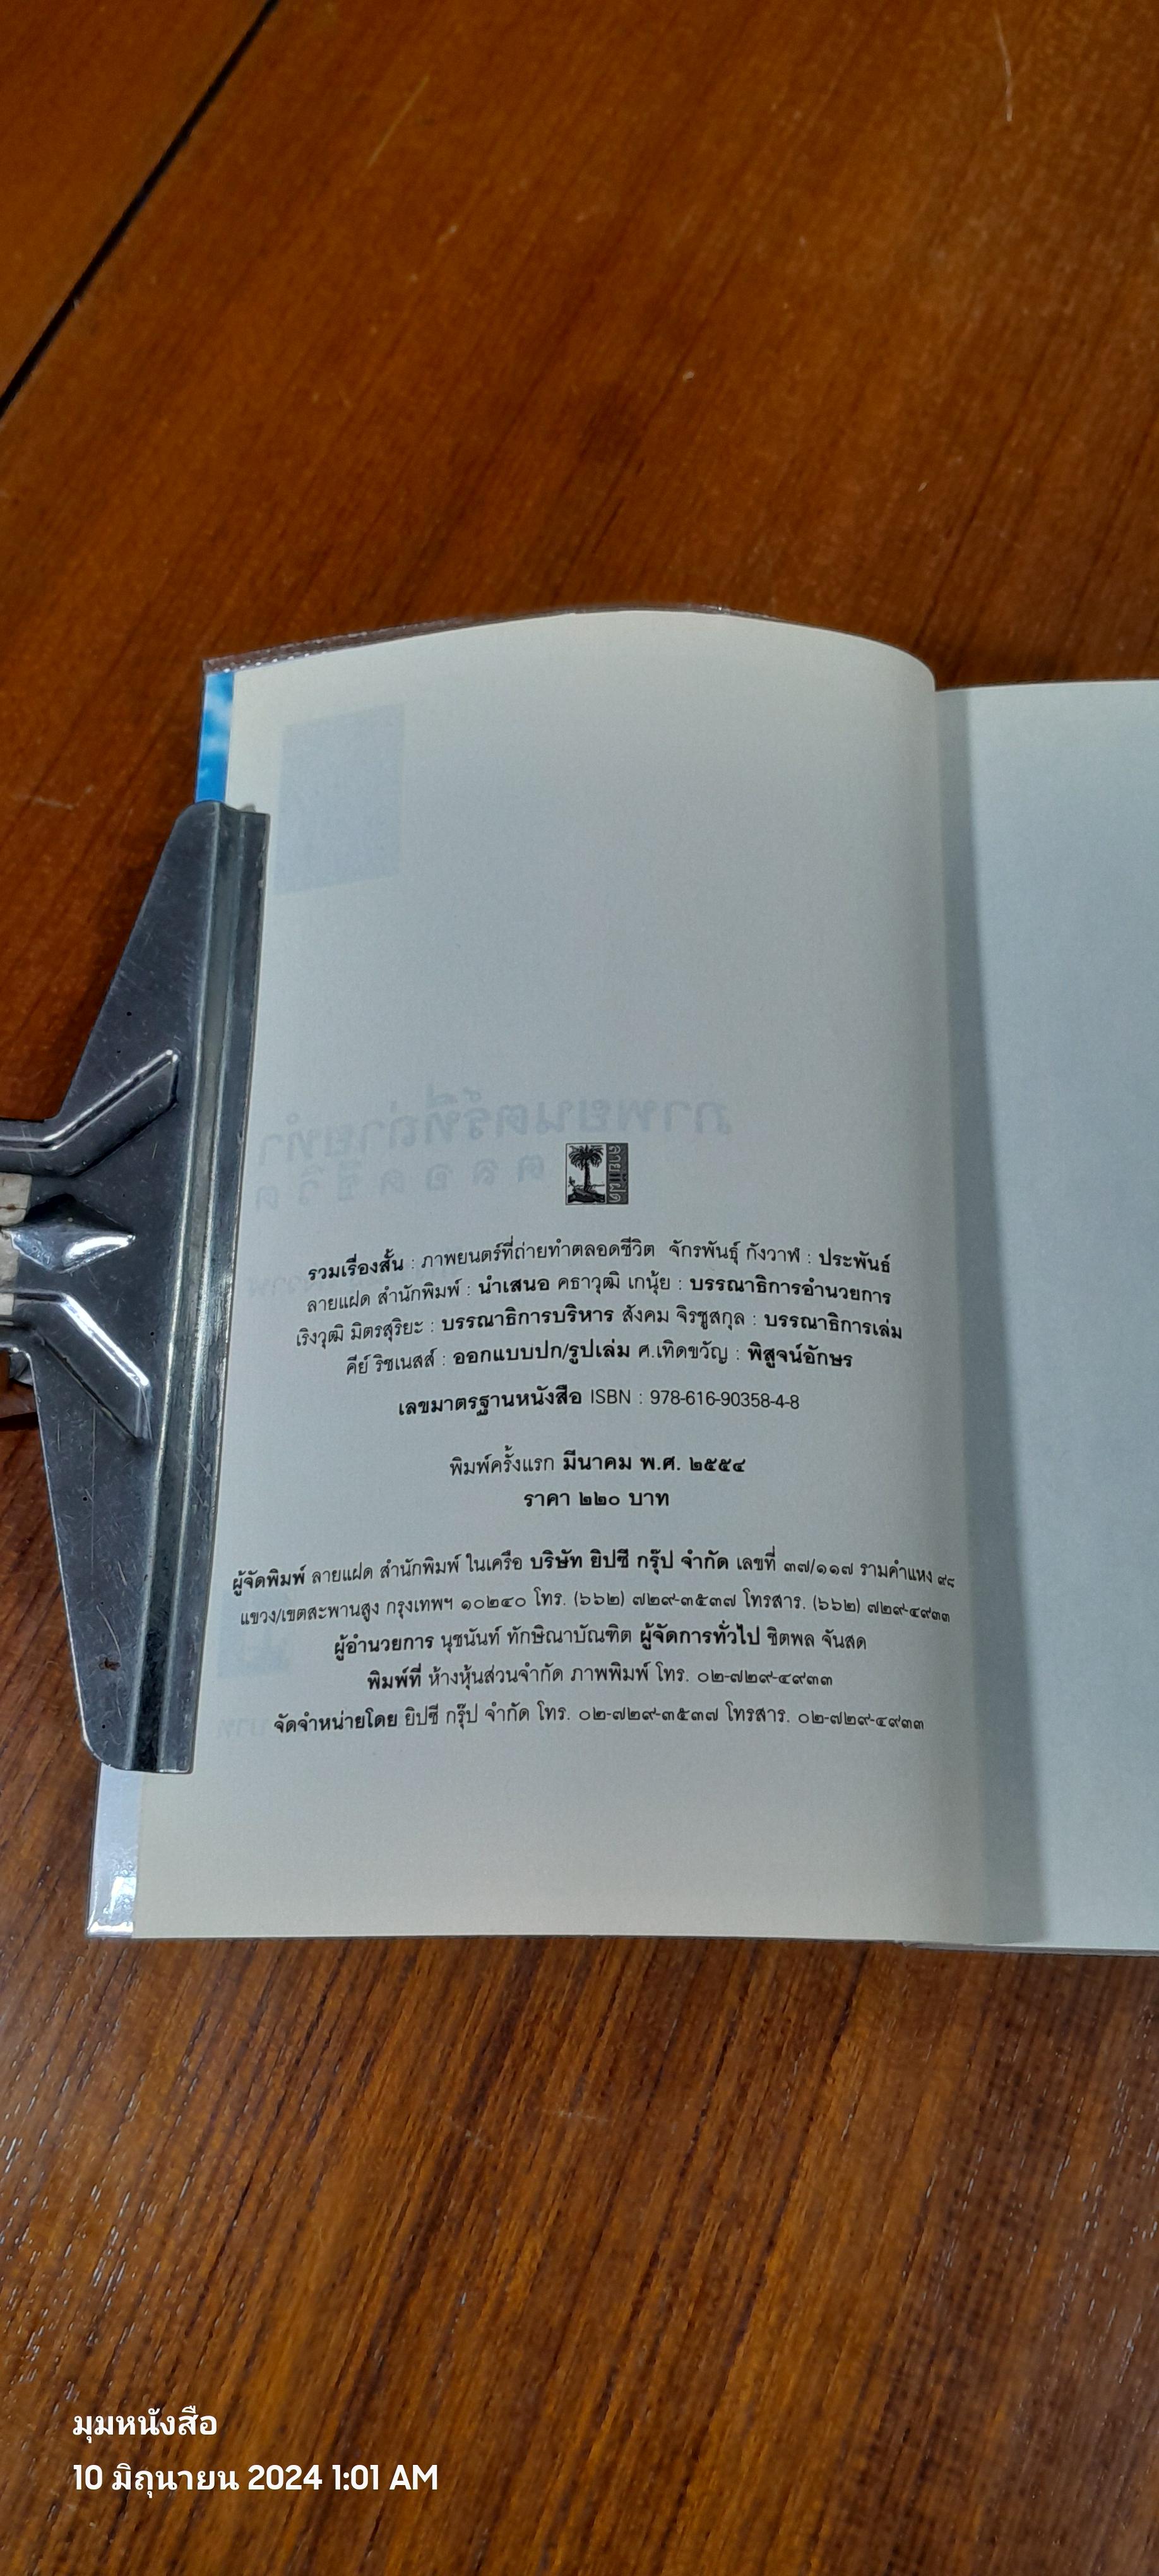 ลายแฝด
รวมเรื่องสั้น : ภาพยนตร์ที่ถ่ายทำตลอดชีวิต จักรพันธุ์ กังวาฬ : ประพันธ์
ลายแฝด สำนักพิมพ์ : นำเสนอ คธาวุฒิ เกนุ้ย : บรรณาธิการอำนวยการ
เริงวุฒิ มิตรสุริยะ : บรรณาธิการบริหาร สังคม จิรชูสกุล : บรรณาธิการเล่ม
คีย์ ริชเนสส์ : ออกแบบปก/รูปเล่ม ศ.เทิดขวัญ : พิสูจน์อักษร
เลขมาตรฐานหนังสือ ISBN : 978-616-90358-4-8
พิมพ์ครั้งแรก มีนาคม พ.ศ. ๒๕๕๔
ราคา ๒๒๐ บาท
ผู้จัดพิมพ์ ลายแฝด สำนักพิมพ์ ในเครือ บริษัท ยิปซี กรุ๊ป จำกัด เลขที่ ๓๗/๑๑๗ รามคำแหง ๙๘
แขวง/เขตสะพานสูง กรุงเทพฯ ๑๐๒๔๐ โทร. (๖๖๒) ๗๒๙-๓๕๓๗ โทรสาร. (๖๖๒) ๗๒๙-๔๙๓๓
ผู้อำนวยการ นุชนันท์ ทักษิณาบัณฑิต ผู้จัดการทั่วไป ชิตพล จันสด
พิมพ์ที่ ห้างหุ้นส่วนจำกัด ภาพพิมพ์ โทร. ๐๒-๗๒๙-๔๙๓๓
จัดจำหน่ายโดย ยิปซี กรุ๊ป จำกัด โทร. ๐๒-๗๒๙-๓๕๓๗ โทรสาร. ๐๒-๗๒๙-๔๙๓๓
มุมหนังสือ
10 มิถุนายน 2024 1:01 AM